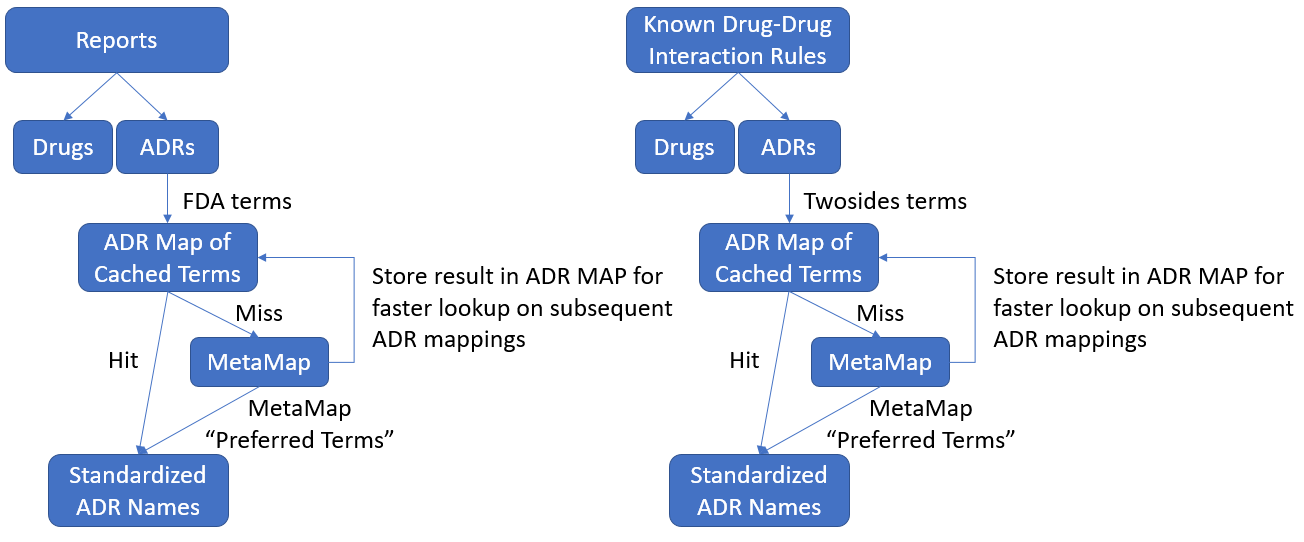 Reports
Drugs
ADRs
FDA terms
ADR Map of
Cached Terms
Store result in ADR MAP for
faster lookup on subsequent
ADR mappings
Miss
Hit
MetaMap
MetaMap
“Preferred Terms”
Standardized
ADR Names
Known Drug-Drug
Interaction Rules
Drugs
ADRs
Twosides terms
ADR Map of
Cached Terms
Store result in ADR MAP for
faster lookup on subsequent
ADR mappings
Miss
Hit
MetaMap
MetaMap
“Preferred Terms”
Standardized
ADR Names